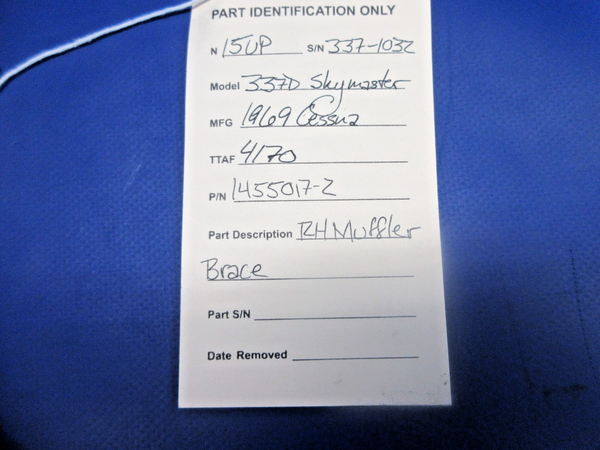 PART IDENTIFICATION ONLY
N 15UP S/N 337-1032
Model 337D Skymaster
MFG 1969 Cessna
TTAF 4170
P/N 1455017-2
Part Description RH Muffler
Brace
Part S/N
Date Removed